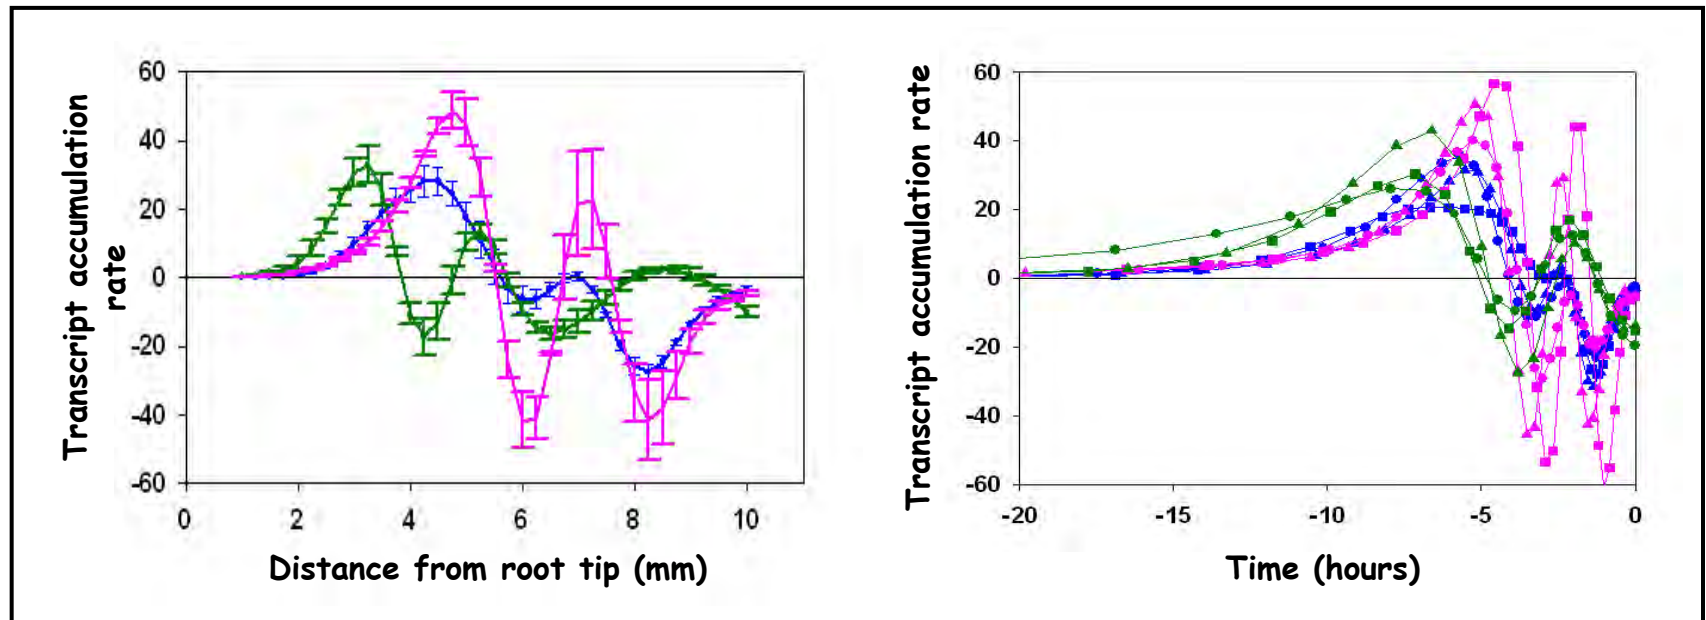 Transcript accumulation
rate
60
40
20
0
-20
-40
-60
0 2 4 6 8 10
Distance from root tip (mm)
Transcript accumulation rate
60
40
20
0
-20
-40
-60
-20 -15 -10 -5 0
Time (hours)